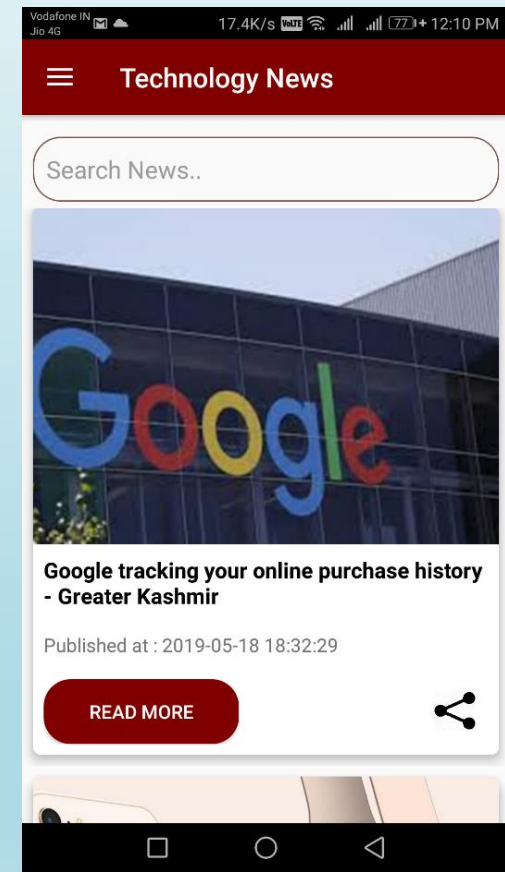 Vodafone IN
Jio 4G
17.4K/s VoLTE 77 12:10 PM
Technology News
Search News..
Google
Google tracking your online purchase history
- Greater Kashmir
Published at : 2019-05-18 18:32:29
READ MORE